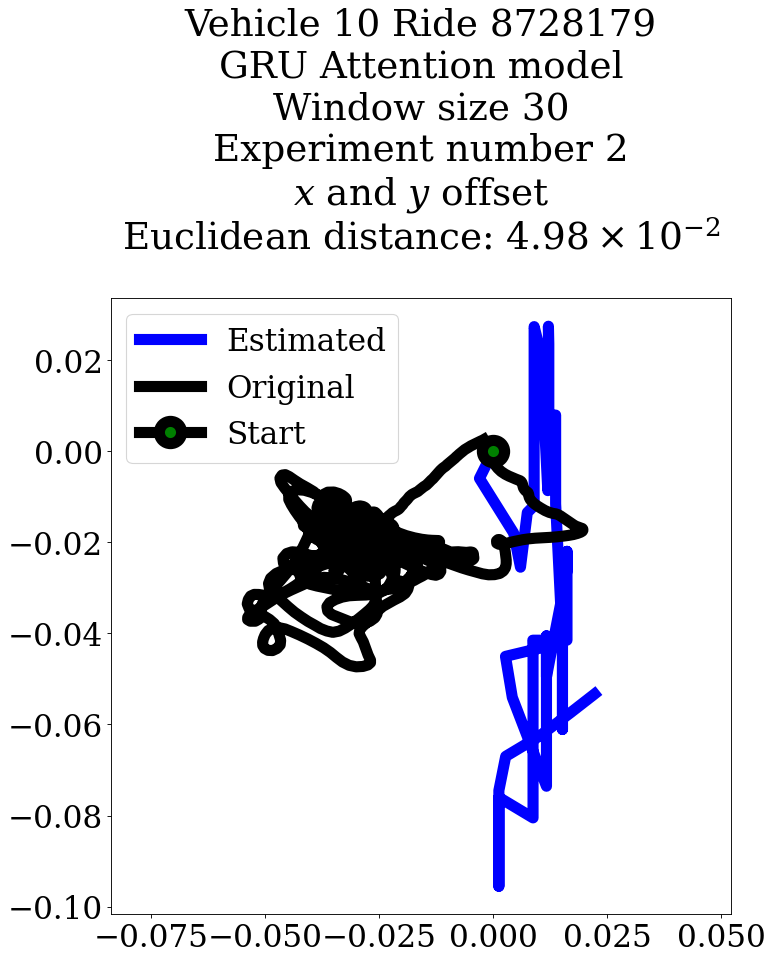 Vehicle 10 Ride 8728179
GRU Attention model
Window size 30
Experiment number 2
x and y offset
Euclidean distance: 4.98 × 10⁻²
Estimated
Original
Start
0.02
0.00
−0.02
−0.04
−0.06
−0.08
−0.10
−0.075 −0.050 −0.025 0.000 0.025 0.050